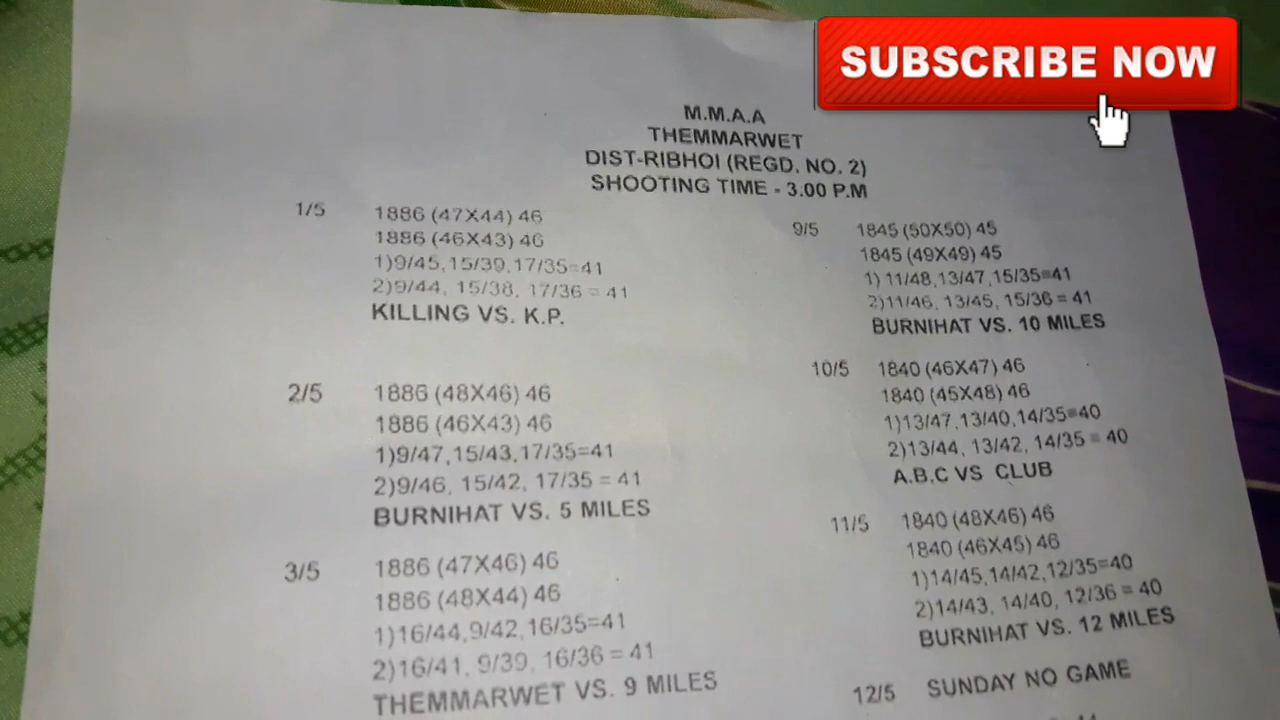 SUBSCRIBE NOW
M.M.A.A
THEMMARWET
DIST-RIBHOI (REGD. NO. 2)
SHOOTING TIME - 3.00 P.M
1/5 1886 (47X44) 46
1886 (46X43) 46
1)9/45,15/39,17/35=41
2)9/44, 15/38, 17/36 = 41
KILLING VS. K.P.
2/5 1886 (48X46) 46
1886 (46X43) 46
1)9/47,15/43,17/35=41
2)9/46, 15/42, 17/35 = 41
BURNIHAT VS. 5 MILES
3/5 1886 (47X46) 46
1886 (48X44) 46
1)16/44,9/42,16/35=41
2)16/41, 9/39, 16/36 = 41
THEMMARWET VS. 9 MILES
9/5 1845 (50X50) 45
1845 (49X49) 45
1) 11/48,13/47,15/35=41
2)11/46, 13/45, 15/36 = 41
BURNIHAT VS. 10 MILES
10/5 1840 (46X47) 46
1840 (45X48) 46
1)13/47,13/40,14/35=40
2)13/44, 13/42, 14/35 = 40
A.B.C VS CLUB
11/5 1840 (48X46) 46
1840 (46X45) 46
1)14/45,14/42,12/35=40
2)14/43, 14/40, 12/36 = 40
BURNIHAT VS. 12 MILES
12/5 SUNDAY NO GAME